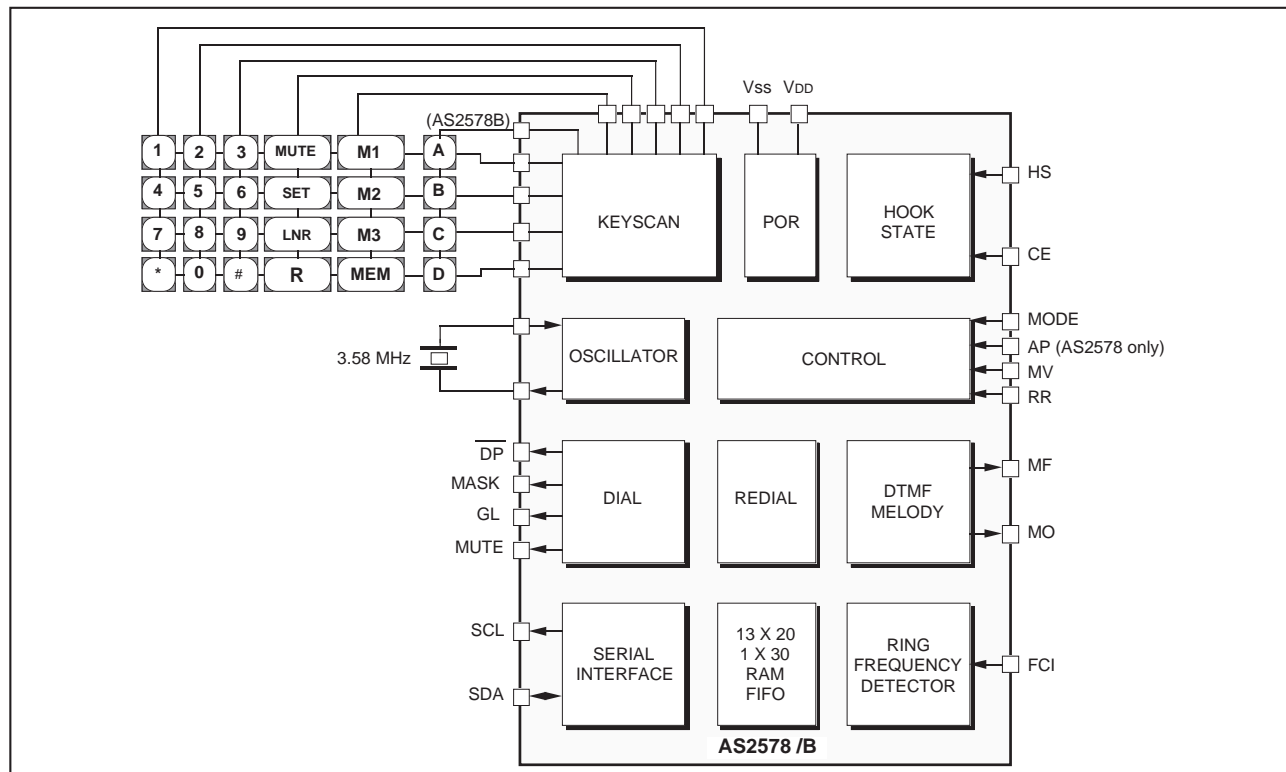 Vss VDD
(AS2578B)
1 2 3 MUTE M1 A
4 5 6 SET M2 B
7 8 9 LNR M3 C
* 0 # R MEM D
KEYSCAN
POR
HOOK
STATE
HS
CE
3.58 MHz
OSCILLATOR
CONTROL
MODE
AP (AS2578 only)
MV
RR
DP
MASK
GL
MUTE
DIAL
REDIAL
DTMF
MELODY
MF
MO
SCL
SDA
SERIAL
INTERFACE
13 X 20
1 X 30
RAM
FIFO
RING
FREQUENCY
DETECTOR
FCI
AS2578 /B